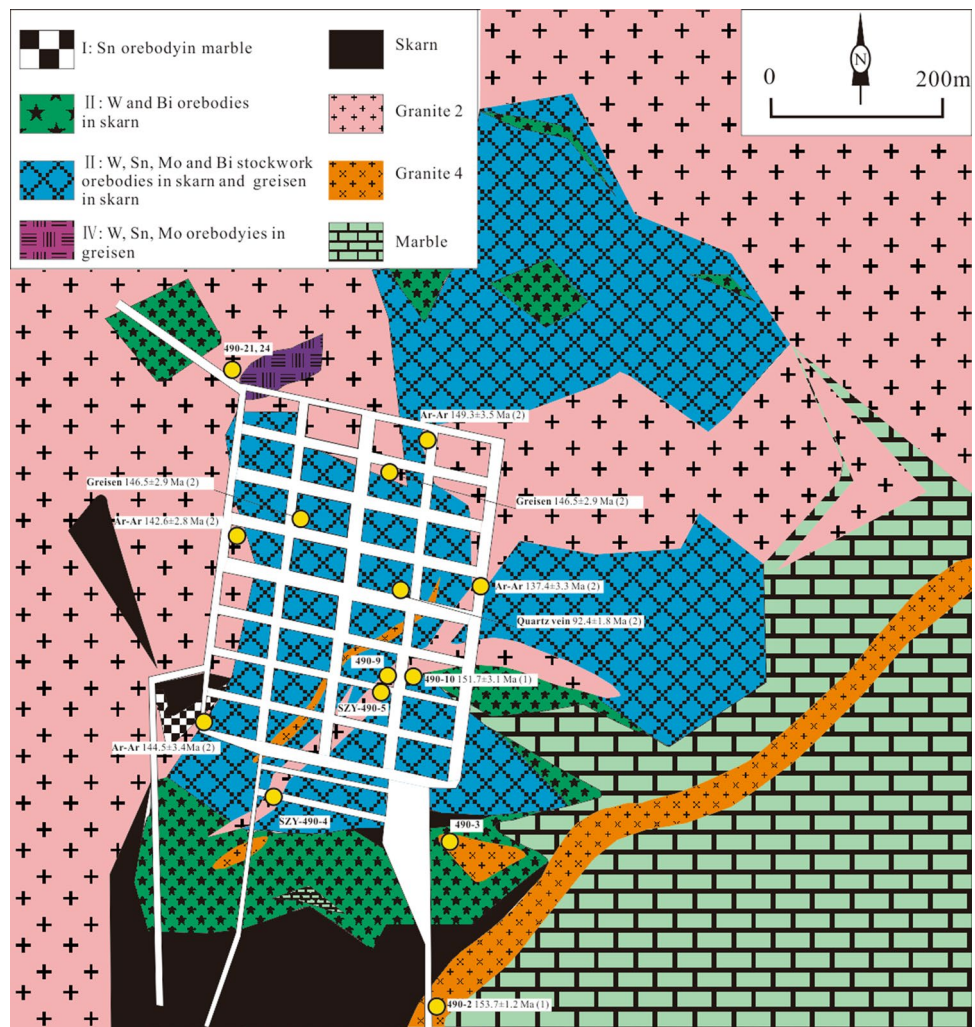 I: Sn orebodyin marble
Skarn
II: W and Bi orebodies
in skarn
Granite 2
II: W, Sn, Mo and Bi stockwork
orebodies in skarn and greisen
in skarn
Granite 4
IV: W, Sn, Mo orebodyies in
greisen
Marble
N
0 200m
490-21, 24
Ar-Ar 149.3±3.5 Ma (2)
Greisen 146.5±2.9 Ma (2)
Greisen 146.5±2.9 Ma (2)
Ar-Ar 142.6±2.8 Ma (2)
Ar-Ar 137.4±3.3 Ma (2)
Quartz vein 92.4±1.8 Ma (2)
490-9
490-10 151.7±3.1 Ma (1)
SZY-490-5
Ar-Ar 144.5±3.4Ma (2)
SZY-490-4
490-3
490-2 153.7±1.2 Ma (1)